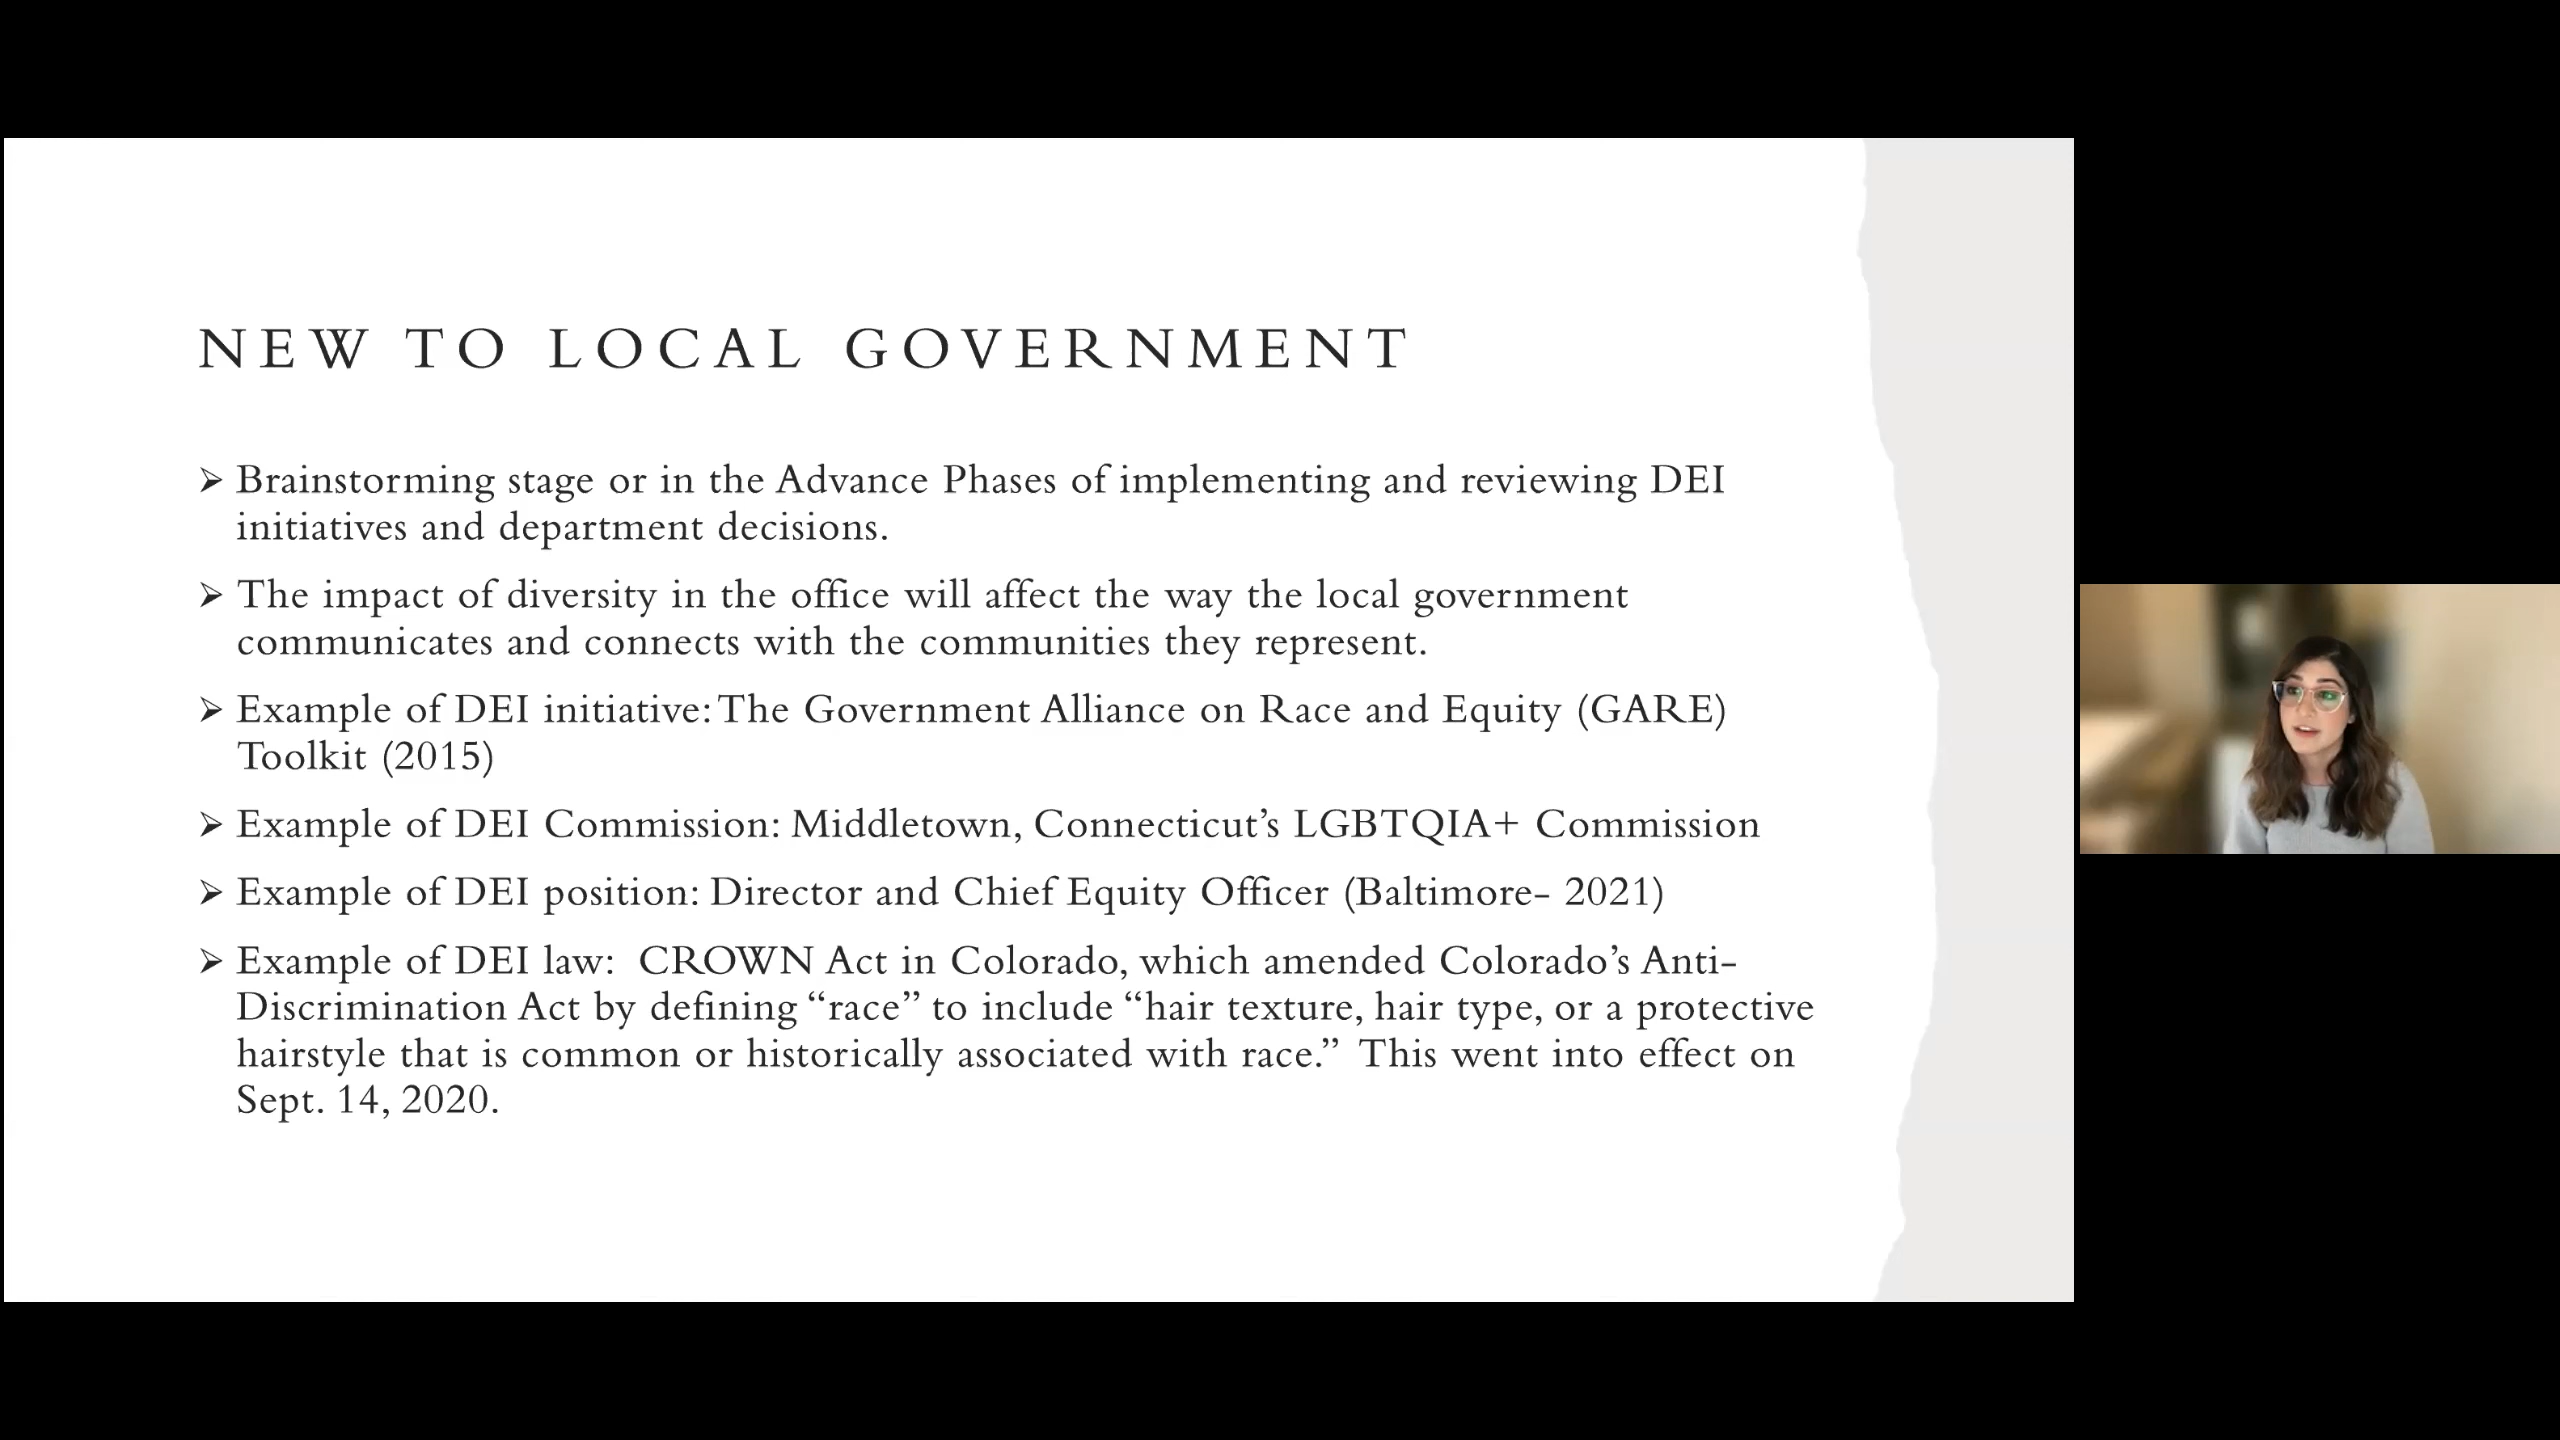 NEW TO LOCAL GOVERNMENT
➢ Brainstorming stage or in the Advance Phases of implementing and reviewing DEI
initiatives and department decisions.
➢ The impact of diversity in the office will affect the way the local government
communicates and connects with the communities they represent.
➢ Example of DEI initiative: The Government Alliance on Race and Equity (GARE)
Toolkit (2015)
➢ Example of DEI Commission: Middletown, Connecticut’s LGBTQIA+ Commission
➢ Example of DEI position: Director and Chief Equity Officer (Baltimore- 2021)
➢ Example of DEI law:  CROWN Act in Colorado, which amended Colorado’s Anti-
Discrimination Act by defining “race” to include “hair texture, hair type, or a protective
hairstyle that is common or historically associated with race.”  This went into effect on
Sept. 14, 2020.